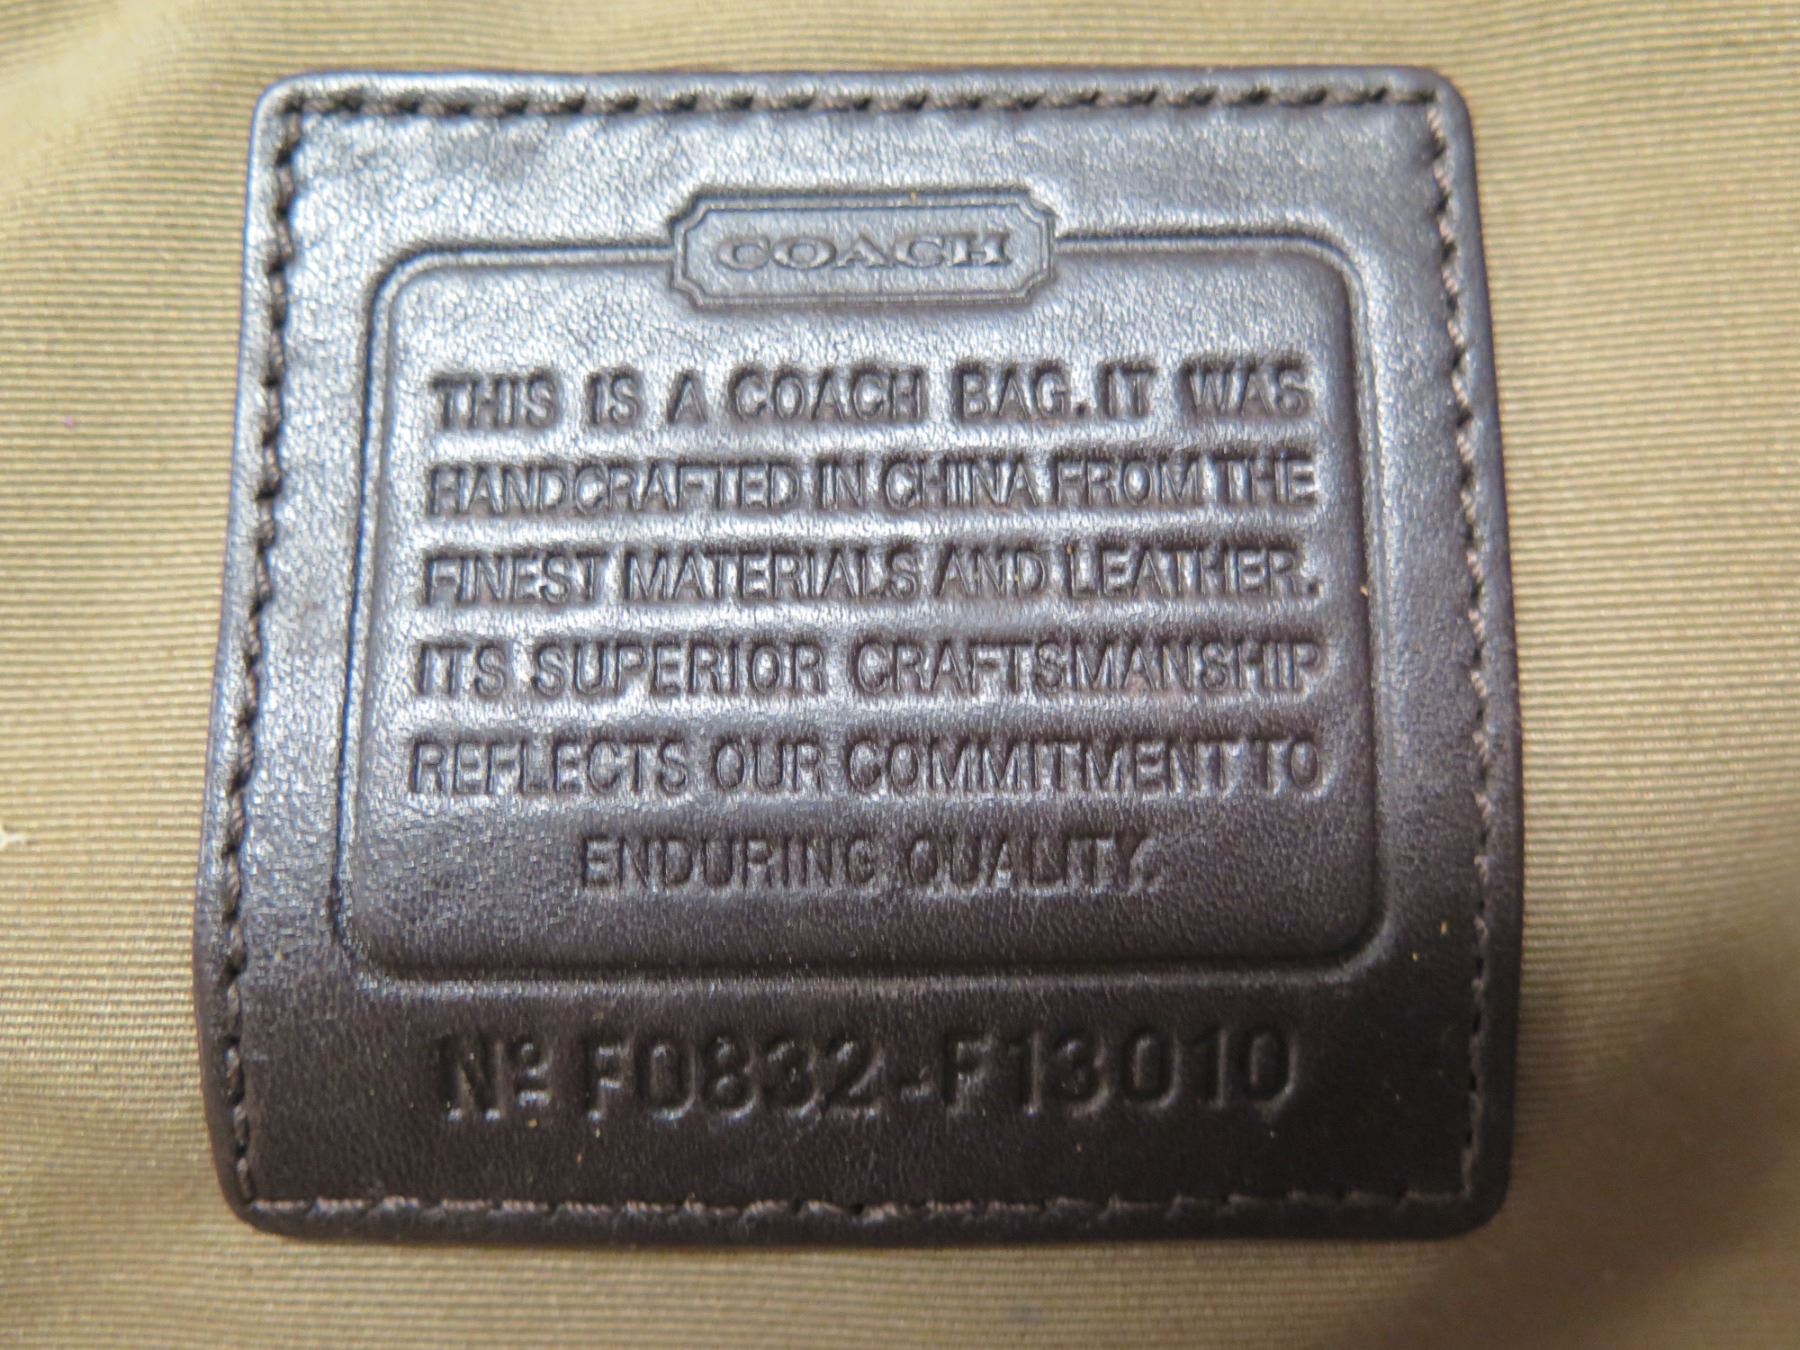 COACH
THIS IS A COACH BAG. IT WAS
HANDCRAFTED IN CHINA FROM THE
FINEST MATERIALS AND LEATHER.
ITS SUPERIOR CRAFTSMANSHIP
REFLECTS OUR COMMITMENT TO
ENDURING QUALITY.
Nº F0832-F13010